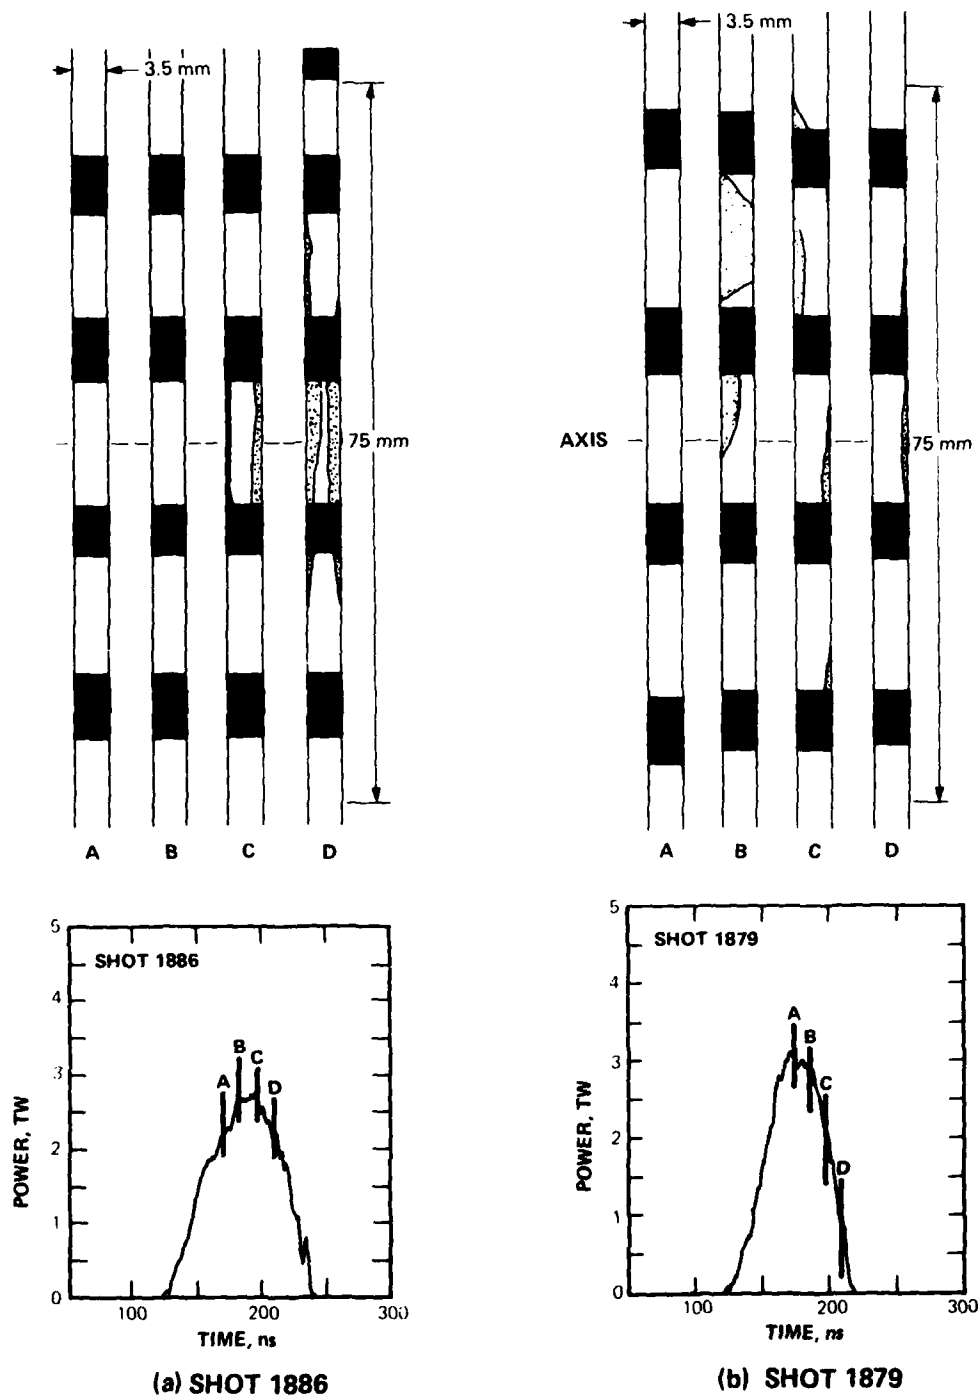 3.5 mm
75 mm
A B C D
3.5 mm
AXIS
75 mm
A B C D
SHOT 1886
POWER, TW
5
4
3
2
1
0
A
B
C
D
100 200 300
TIME, ns
(a) SHOT 1886
SHOT 1879
POWER, TW
5
4
3
2
1
0
A
B
C
D
100 200 300
TIME, ns
(b) SHOT 1879